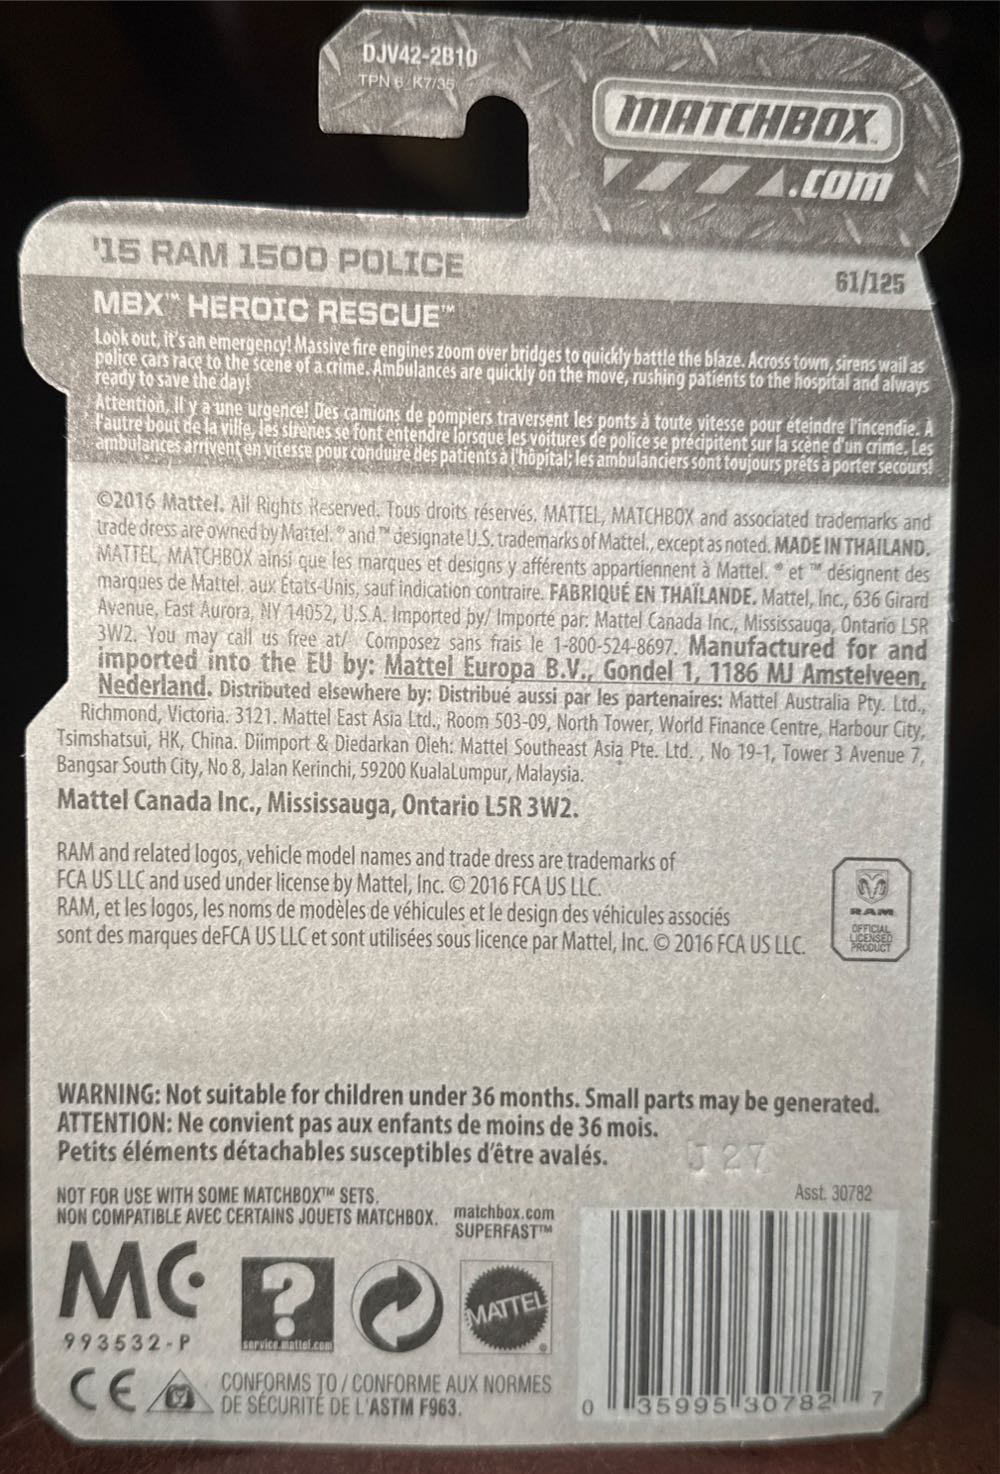 DJV42-2B10
TPN 6 K7/35
MATCHBOX
.com
'15 RAM 1500 POLICE
61/125
MBX™ HEROIC RESCUE™
Look out, it's an emergency! Massive fire engines zoom over bridges to quickly battle the blaze. Across town, sirens wail as
police cars race to the scene of a crime. Ambulances are quickly on the move, rushing patients to the hospital and always
ready to save the day!
Attention, il y a une urgence! Des camions de pompiers traversent les ponts à toute vitesse pour éteindre l'incendie. À
l'autre bout de la ville, les sirènes se font entendre lorsque les voitures de police se précipitent sur la scène d'un crime. Les
ambulances arrivent en vitesse pour conduire des patients à l'hôpital; les ambulanciers sont toujours prêts à porter secours!
©2016 Mattel. All Rights Reserved. Tous droits réservés. MATTEL, MATCHBOX and associated trademarks and
trade dress are owned by Mattel. ® and ™ designate U.S. trademarks of Mattel., except as noted. MADE IN THAILAND.
MATTEL, MATCHBOX ainsi que les marques et designs y afférents appartiennent à Mattel. ® et ™ désignent des
marques de Mattel. aux États-Unis, sauf indication contraire. FABRIQUÉ EN THAÏLANDE. Mattel, Inc., 636 Girard
Avenue, East Aurora, NY 14052, U.S.A. Imported by/ Importé par: Mattel Canada Inc., Mississauga, Ontario L5R
3W2. You may call us free at/ Composez sans frais le 1-800-524-8697. Manufactured for and
imported into the EU by: Mattel Europa B.V., Gondel 1, 1186 MJ Amstelveen,
Nederland. Distributed elsewhere by: Distribué aussi par les partenaires: Mattel Australia Pty. Ltd.,
Richmond, Victoria. 3121. Mattel East Asia Ltd., Room 503-09, North Tower, World Finance Centre, Harbour City,
Tsimshatsui, HK, China. Diimport & Diedarkan Oleh: Mattel Southeast Asia Pte. Ltd. , No 19-1, Tower 3 Avenue 7,
Bangsar South City, No 8, Jalan Kerinchi, 59200 KualaLumpur, Malaysia.
Mattel Canada Inc., Mississauga, Ontario L5R 3W2.
RAM and related logos, vehicle model names and trade dress are trademarks of
FCA US LLC and used under license by Mattel, Inc. © 2016 FCA US LLC.
RAM, et les logos, les noms de modèles de véhicules et le design des véhicules associés
sont des marques deFCA US LLC et sont utilisées sous licence par Mattel, Inc. © 2016 FCA US LLC.
RAM
OFFICIAL
LICENSED
PRODUCT
WARNING: Not suitable for children under 36 months. Small parts may be generated.
ATTENTION: Ne convient pas aux enfants de moins de 36 mois.
Petits éléments détachables susceptibles d'être avalés.
J 27
NOT FOR USE WITH SOME MATCHBOX™ SETS.
NON COMPATIBLE AVEC CERTAINS JOUETS MATCHBOX.
matchbox.com
SUPERFAST™
Asst. 30782
MC
993532-P
?
service.mattel.com
MATTEL
®
CE
CONFORMS TO / CONFORME AUX NORMES
DE SÉCURITÉ DE L'ASTM F963.
0 35995 30782 7